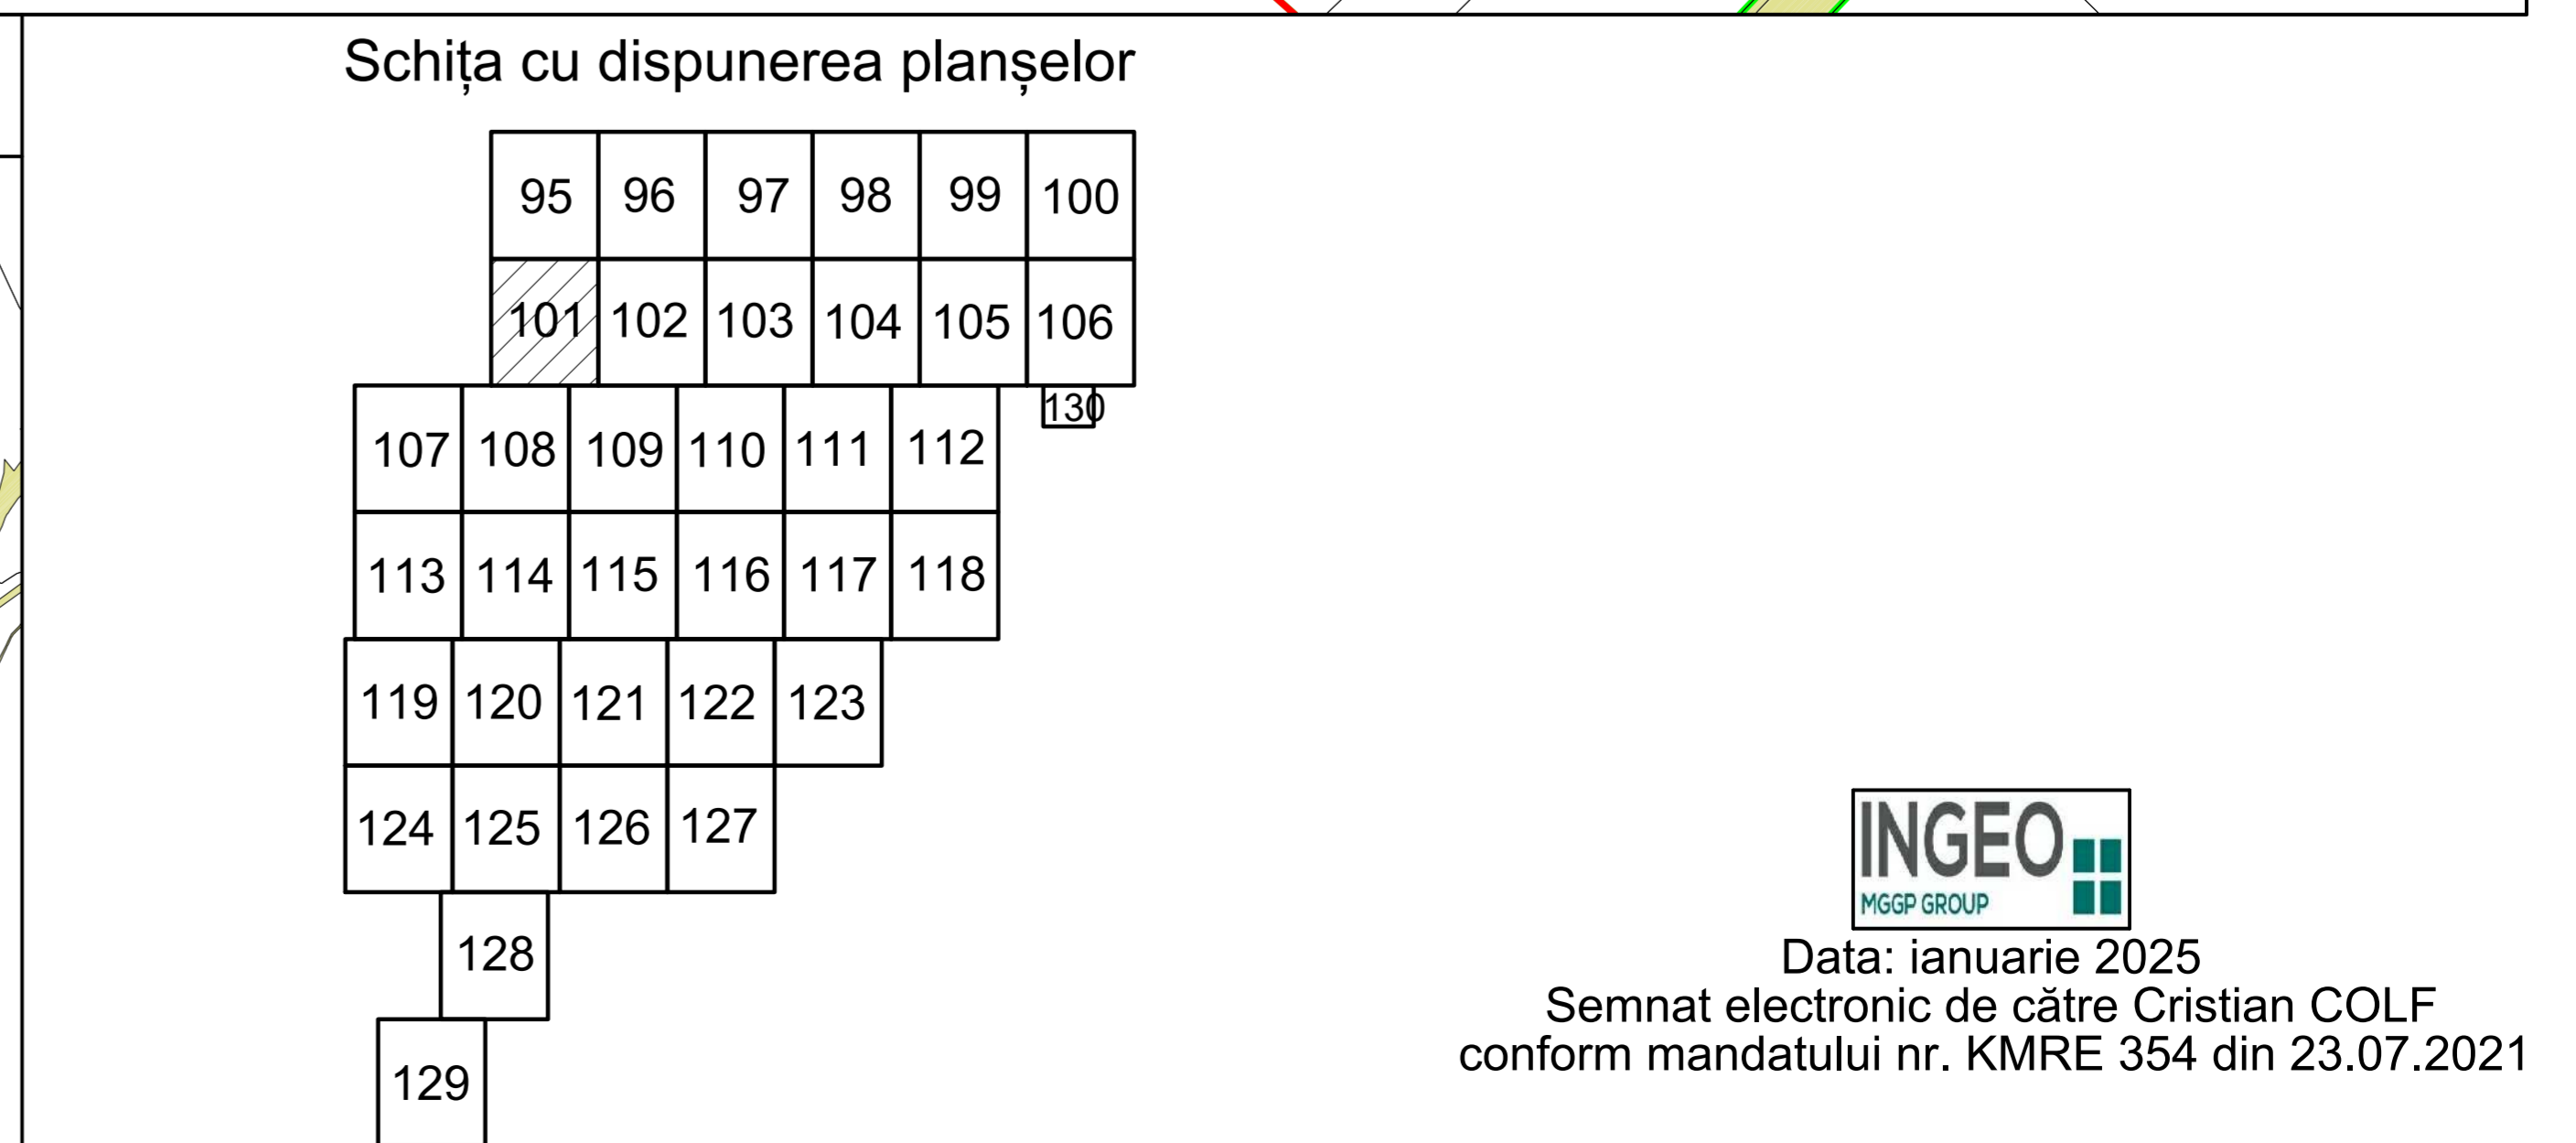 Schița cu dispunerea planșelor
95 96 97 98 99 100
101 102 103 104 105 106
130
107 108 109 110 111 112
113 114 115 116 117 118
119 120 121 122 123
124 125 126 127
128
129
INGEO
MGGP GROUP
Data: ianuarie 2025
Semnat electronic de către Cristian COLF
conform mandatului nr. KMRE 354 din 23.07.2021